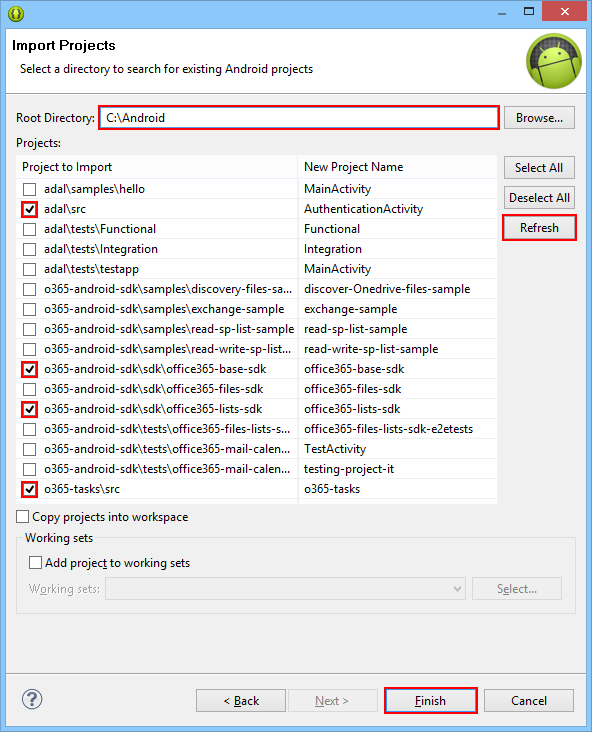 Import Projects
Select a directory to search for existing Android projects
Root Directory: C:\Android Browse...
Projects:
Project to Import New Project Name Select All
adal\samples\hello MainActivity
Deselect All
adal\src AuthenticationActivity
adal\tests\Functional Functional Refresh
adal\tests\Integration Integration
adal\tests\testapp MainActivity
o365-android-sdk\samples\discovery-files-sa... discover-Onedrive-files-sample
o365-android-sdk\samples\exchange-sample exchange-sample
o365-android-sdk\samples\read-sp-list-sample read-sp-list-sample
o365-android-sdk\samples\read-write-sp-list... read-write-sp-list-sample
o365-android-sdk\sdk\office365-base-sdk office365-base-sdk
o365-android-sdk\sdk\office365-files-sdk office365-files-sdk
o365-android-sdk\sdk\office365-lists-sdk office365-lists-sdk
o365-android-sdk\tests\office365-files-lists-s... office365-files-lists-sdk-e2etests
o365-android-sdk\tests\office365-mail-calen... TestActivity
o365-android-sdk\tests\office365-mail-calen... testing-project-it
o365-tasks\src o365-tasks
Copy projects into workspace
Working sets
Add project to working sets
Working sets: Select...
? < Back Next > Finish Cancel